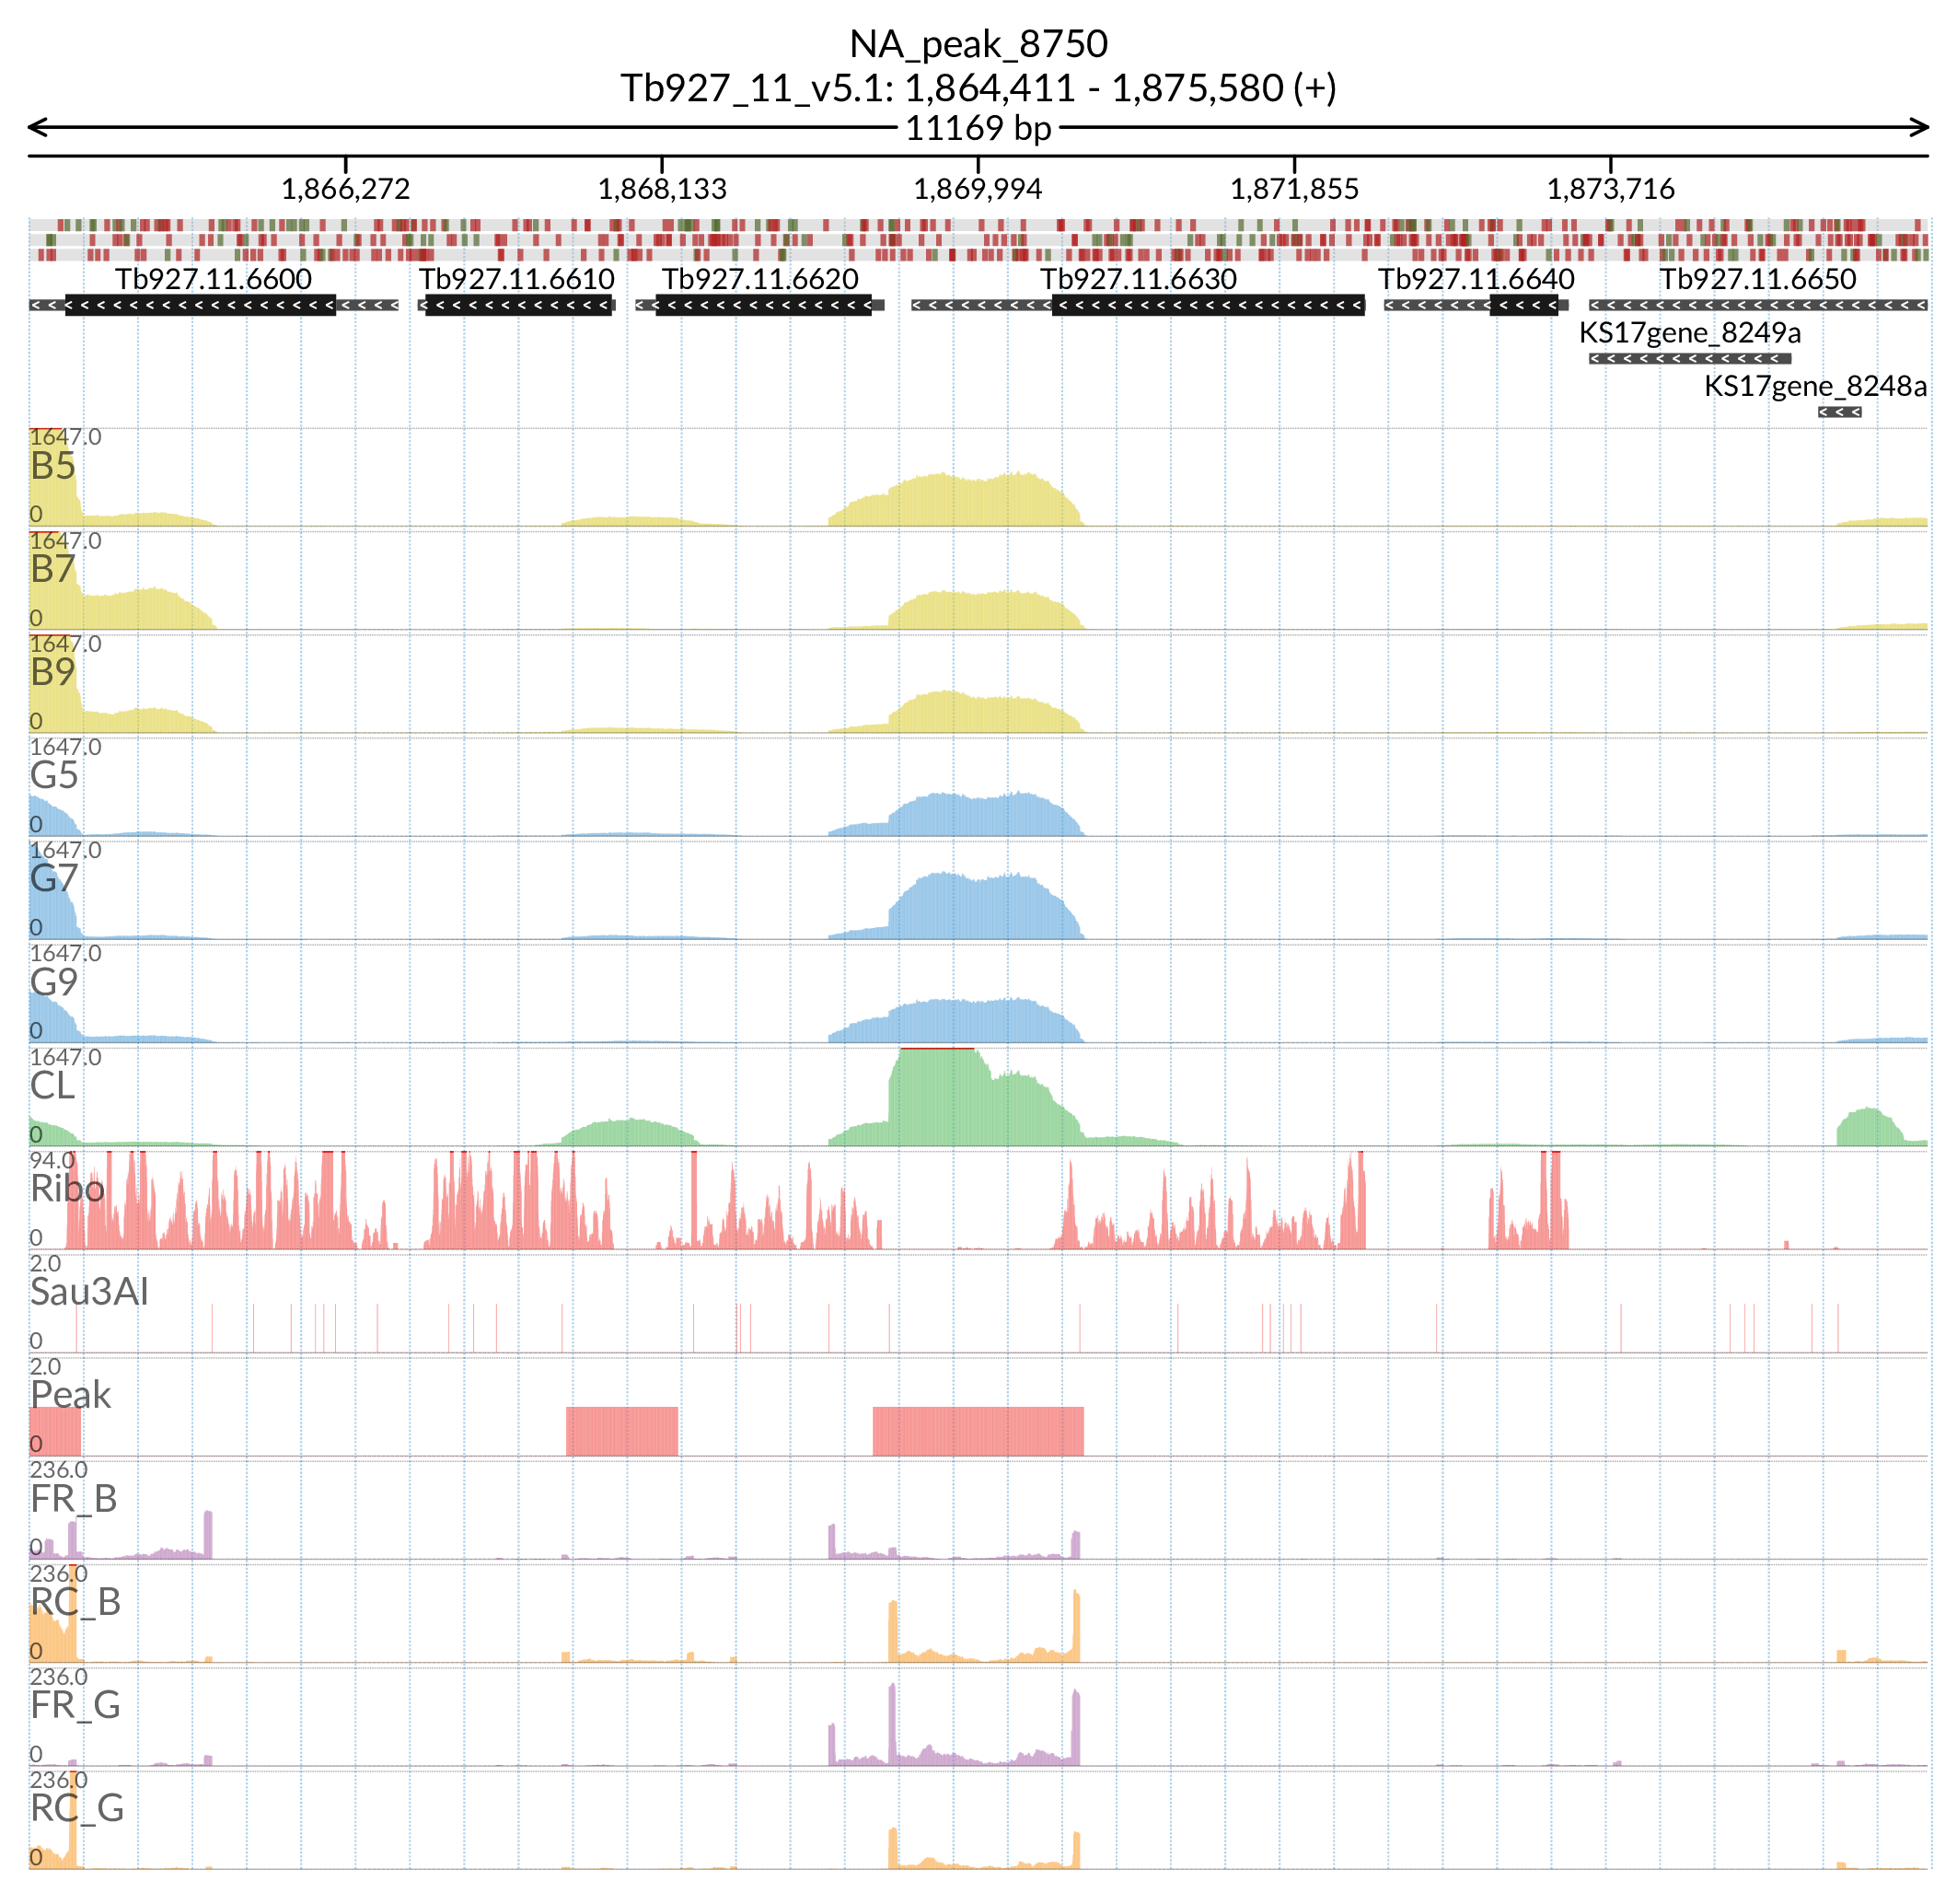 NA_peak_8750
Tb927_11_v5.1: 1,864,411 - 1,875,580 (+)
11169 bp
1,866,272 1,868,133 1,869,994 1,871,855 1,873,716
Tb927.11.6600 Tb927.11.6610 Tb927.11.6620 Tb927.11.6630 Tb927.11.6640 Tb927.11.6650
KS17gene_8249a
KS17gene_8248a
1647.0
B5
0
1647.0
B7
0
1647.0
B9
0
1647.0
G5
0
1647.0
G7
0
1647.0
G9
0
1647.0
CL
0
94.0
Ribo
0
2.0
Sau3AI
0
2.0
Peak
0
236.0
FR_B
0
236.0
RC_B
0
236.0
FR_G
0
236.0
RC_G
0